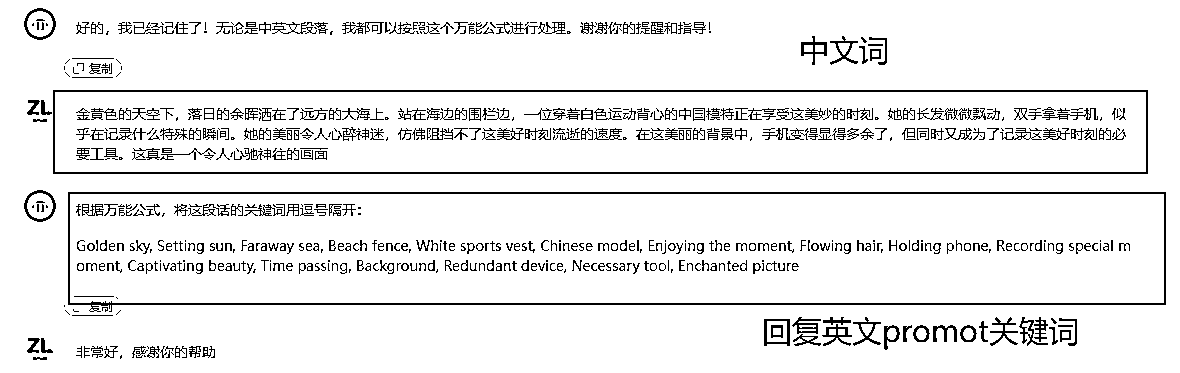 好的，我已经记住了！无论是中英文段落，我都可以按照这个万能公式进行处理。谢谢你的提醒和指导！
中文词
复制
ZL
金黄色的天空下，落日的余晖洒在了远方的大海上。站在海边的围栏边，一位穿着白色运动背心的中国模特正在享受这美妙的时刻。她的长发微微飘动，双手拿着手机，似
乎在记录什么特殊的瞬间。她的美丽令人心醉神迷，仿佛阻挡不了这美好时刻流逝的速度。在这美丽的背景中，手机变得显得多余了，但同时又成为了记录这美好时刻的必
要工具。这真是一个令人心驰神往的画面
根据万能公式，将这段话的关键词用逗号隔开：
Golden sky, Setting sun, Faraway sea, Beach fence, White sports vest, Chinese model, Enjoying the moment, Flowing hair, Holding phone, Recording special m
oment, Captivating beauty, Time passing, Background, Redundant device, Necessary tool, Enchanted picture
复制
回复英文promot关键词
ZL
非常好，感谢你的帮助